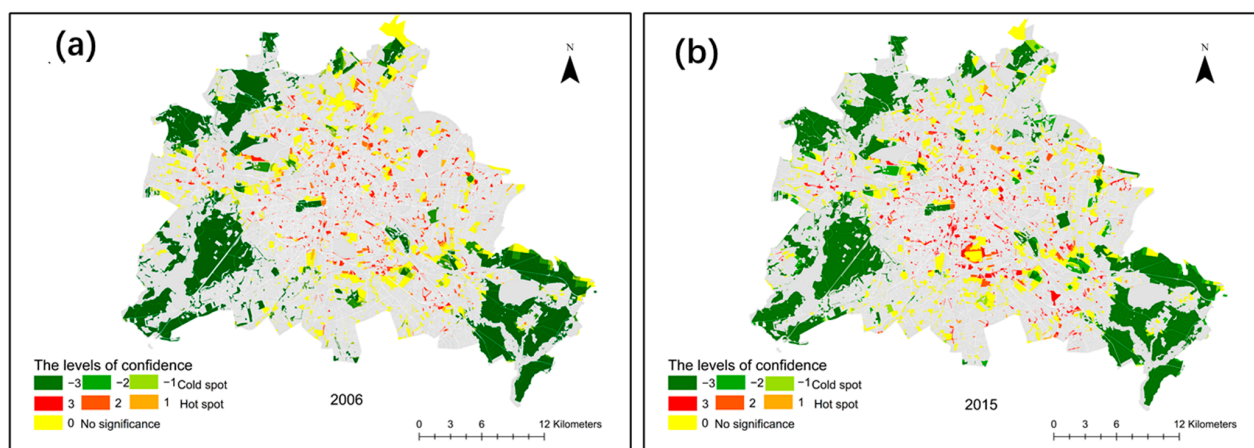 (a)
N
The levels of confidence
−3 −2 −1 Cold spot
3 2 1 Hot spot
0 No significance
2006
0 3 6 12 Kilometers
(b)
N
The levels of confidence
−3 −2 −1 Cold spot
3 2 1 Hot spot
0 No significance
2015
0 3 6 12 Kilometers